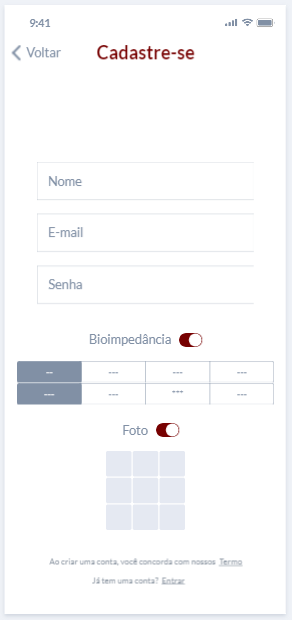 9:41
Voltar Cadastre-se
Nome
E-mail
Senha
Bioimpedância
-- --- --- ---
--- --- --- ---
Foto
Ao criar uma conta, você concorda com nossos Termo
Já tem uma conta? Entrar